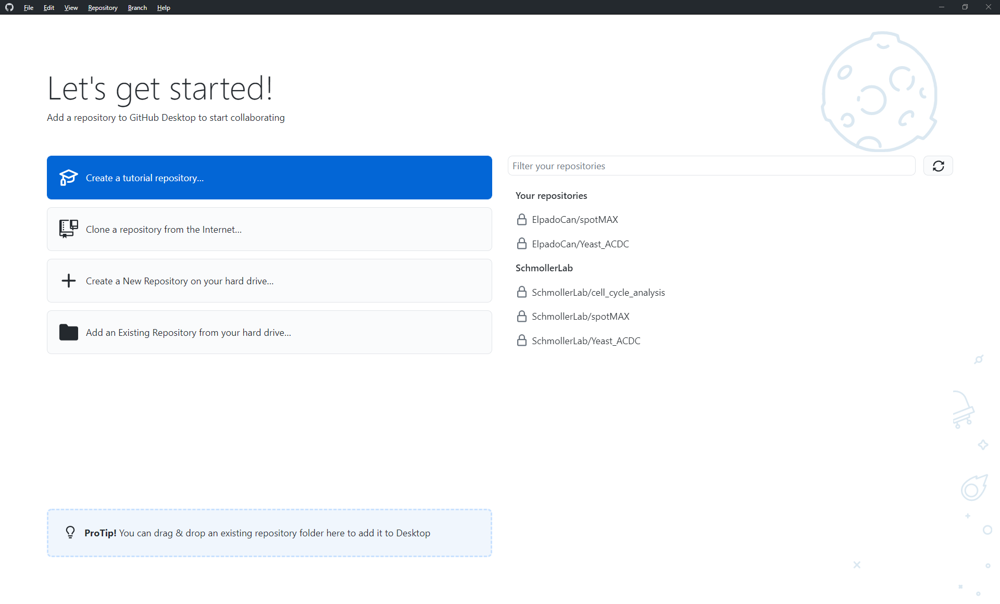 File Edit View Repository Branch Help
Let's get started!
Add a repository to GitHub Desktop to start collaborating
Create a tutorial repository...
Clone a repository from the Internet...
Create a New Repository on your hard drive...
Add an Existing Repository from your hard drive...
ProTip! You can drag & drop an existing repository folder here to add it to Desktop
Filter your repositories
Your repositories
ElpadoCan/spotMAX
ElpadoCan/Yeast_ACDC
SchmollerLab
SchmollerLab/cell_cycle_analysis
SchmollerLab/spotMAX
SchmollerLab/Yeast_ACDC